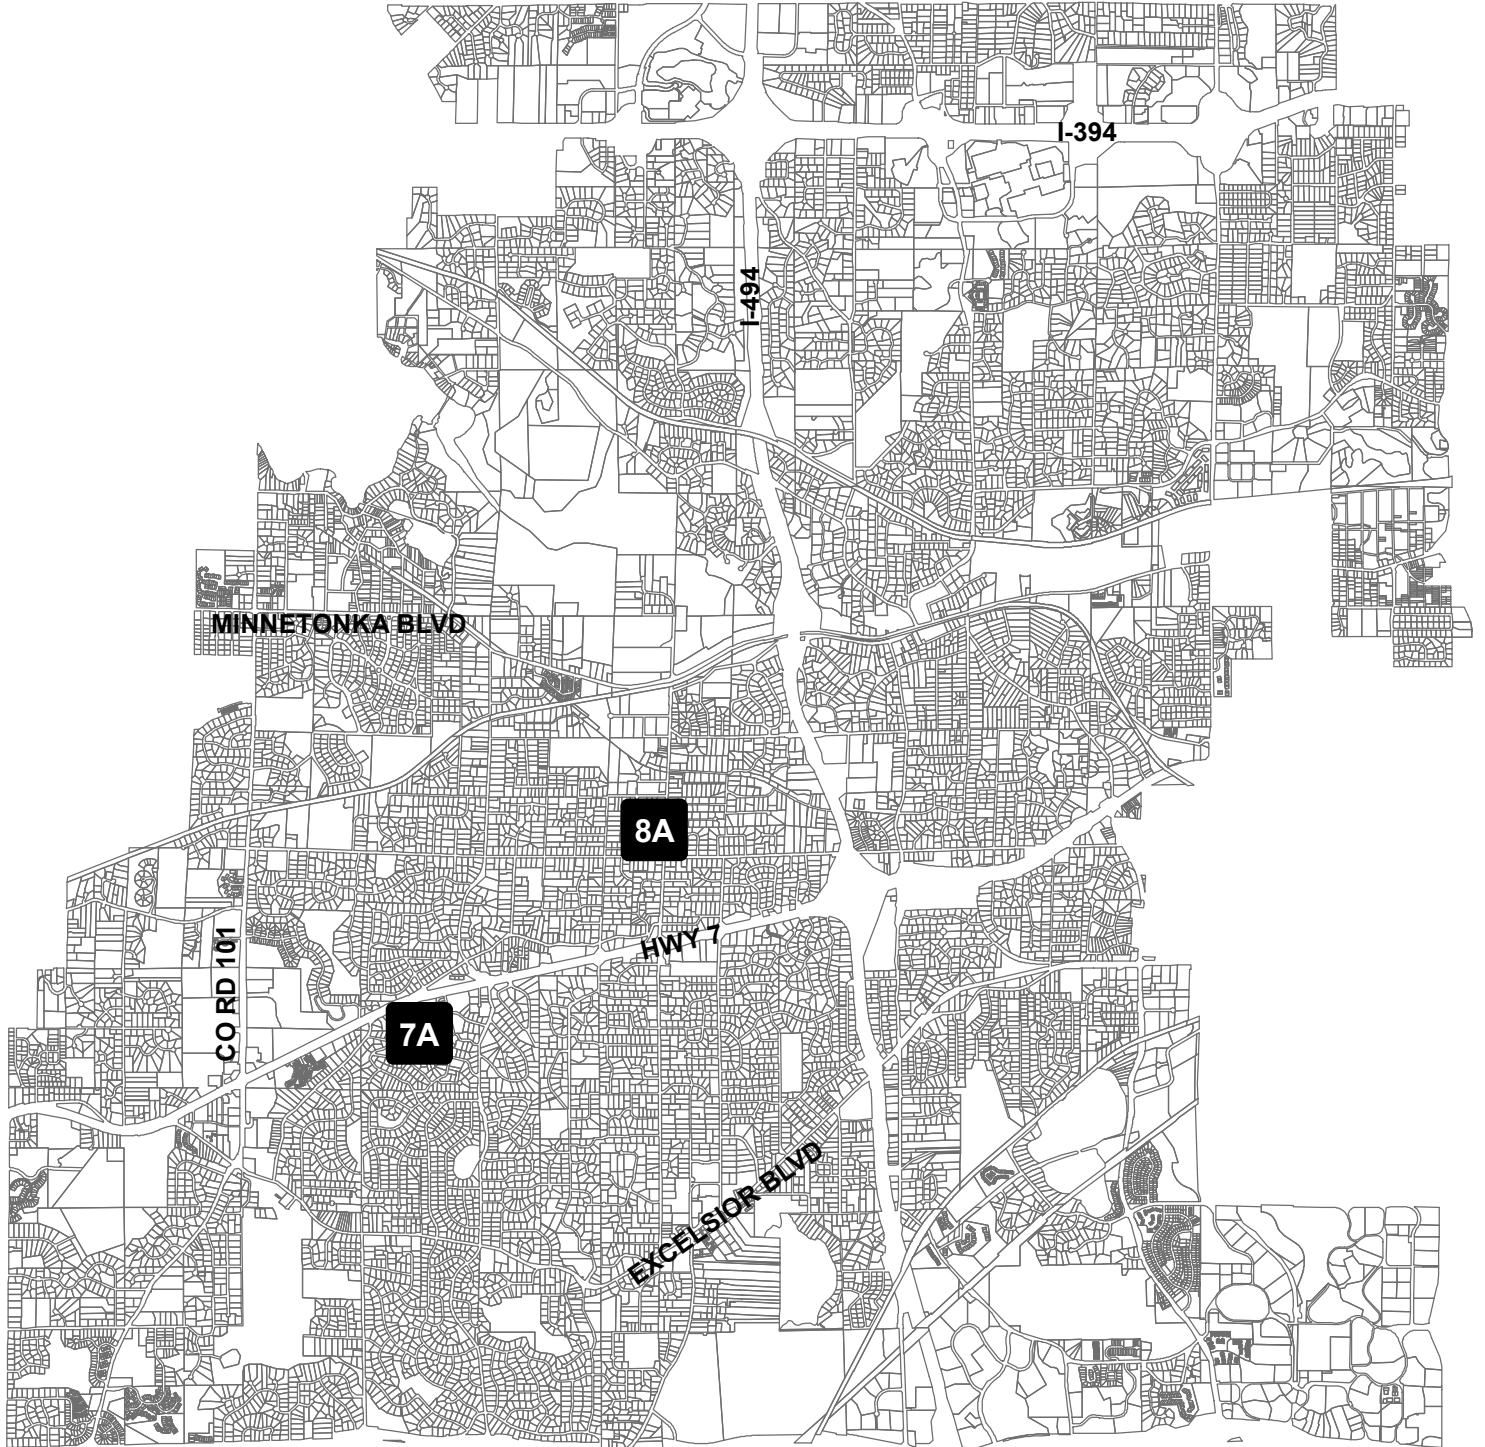 I-394
I-494
MINNETONKA BLVD
8A
HWY 7
CO RD 101
7A
EXCELSIOR BLVD